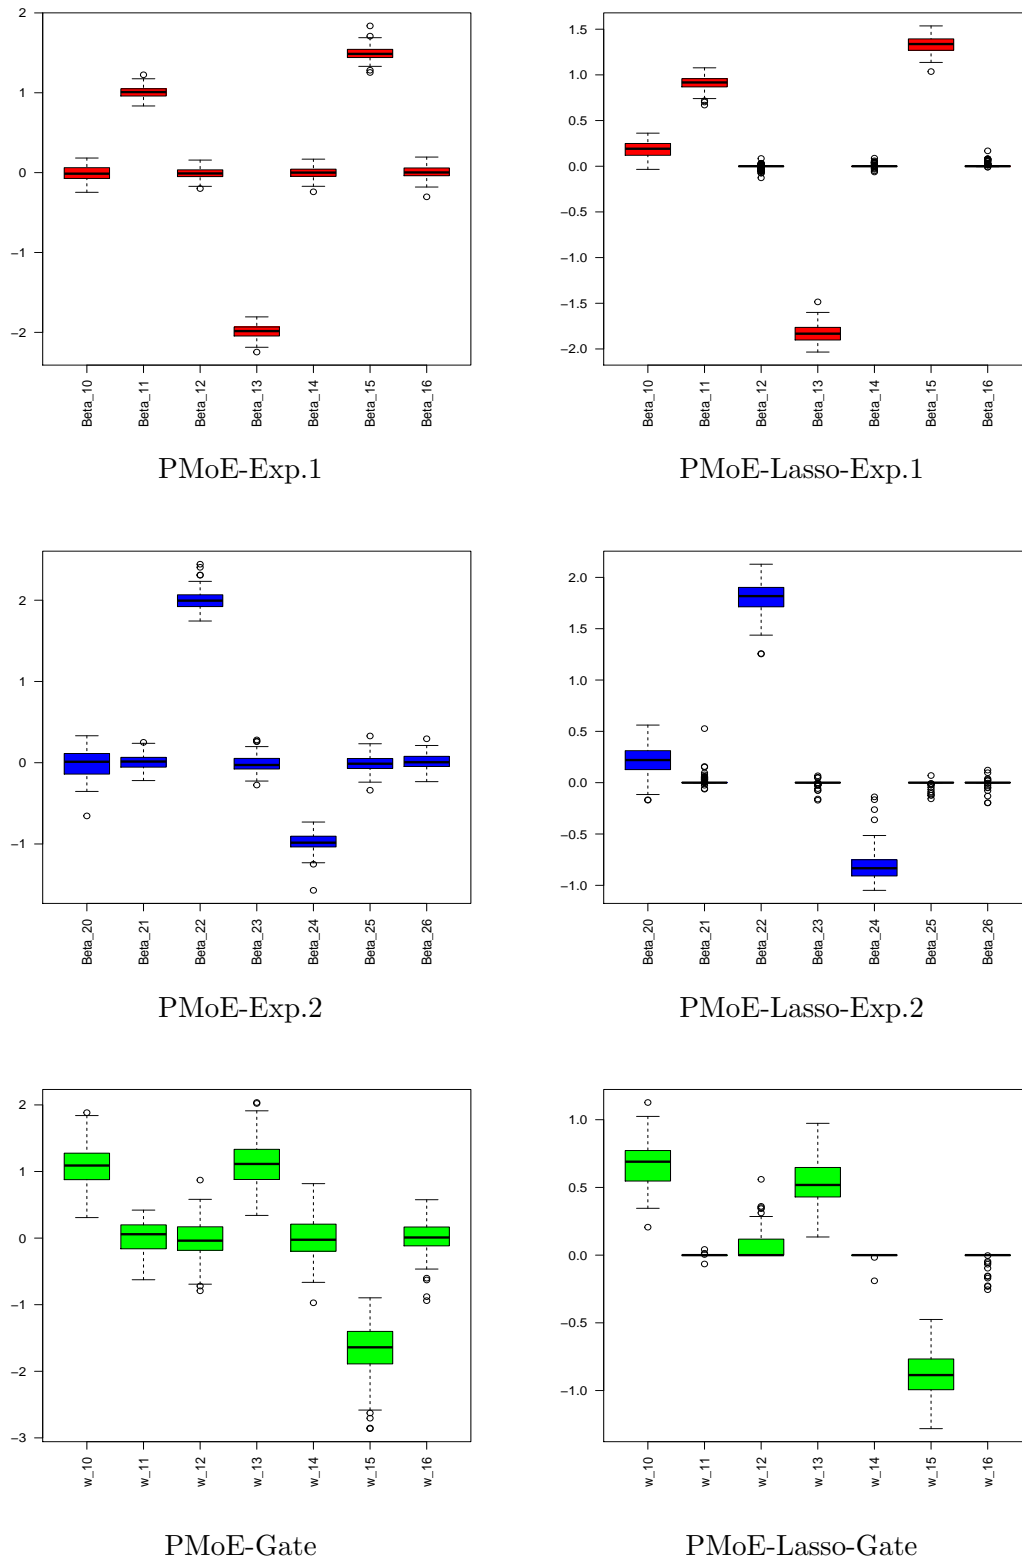 2
1
0
−1
−2
Beta_10
Beta_11
Beta_12
Beta_13
Beta_14
Beta_15
Beta_16
PMoE-Exp.1
1.5
1.0
0.5
0.0
−0.5
−1.0
−1.5
−2.0
Beta_10
Beta_11
Beta_12
Beta_13
Beta_14
Beta_15
Beta_16
PMoE-Lasso-Exp.1
2
1
0
−1
Beta_20
Beta_21
Beta_22
Beta_23
Beta_24
Beta_25
Beta_26
PMoE-Exp.2
2.0
1.5
1.0
0.5
0.0
−0.5
−1.0
Beta_20
Beta_21
Beta_22
Beta_23
Beta_24
Beta_25
Beta_26
PMoE-Lasso-Exp.2
2
1
0
−1
−2
−3
w_10
w_11
w_12
w_13
w_14
w_15
w_16
PMoE-Gate
1.0
0.5
0.0
−0.5
−1.0
w_10
w_11
w_12
w_13
w_14
w_15
w_16
PMoE-Lasso-Gate